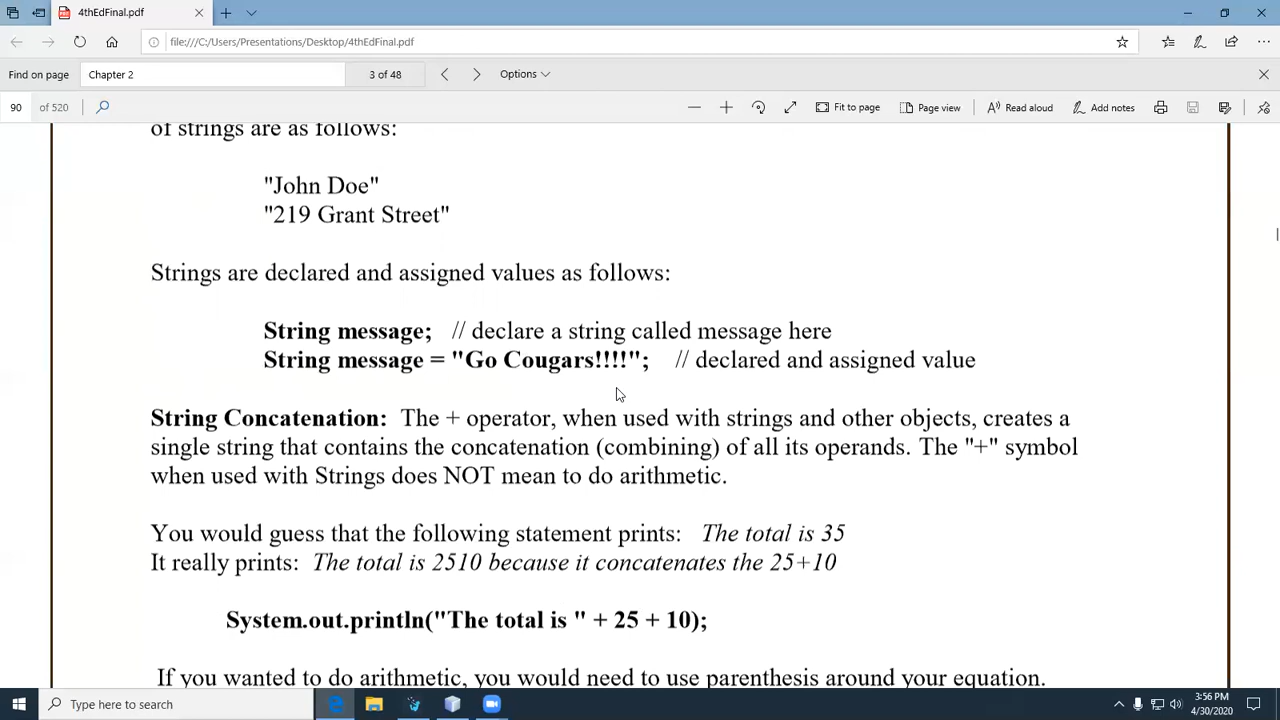 4thEdFinal.pdf
file:///C:/Users/Presentations/Desktop/4thEdFinal.pdf
Find on page
Chapter 2
3 of 48
Options
90
of 520
Fit to page
Page view
Read aloud
Add notes
of strings are as follows:
"John Doe"
"219 Grant Street"
Strings are declared and assigned values as follows:
String message; // declare a string called message here
String message = "Go Cougars!!!!"; // declared and assigned value
String Concatenation: The + operator, when used with strings and other objects, creates a
single string that contains the concatenation (combining) of all its operands. The "+" symbol
when used with Strings does NOT mean to do arithmetic.
You would guess that the following statement prints: The total is 35
It really prints: The total is 2510 because it concatenates the 25+10
System.out.println("The total is " + 25 + 10);
If you wanted to do arithmetic, you would need to use parenthesis around your equation.
Type here to search
3:56 PM
4/30/2020